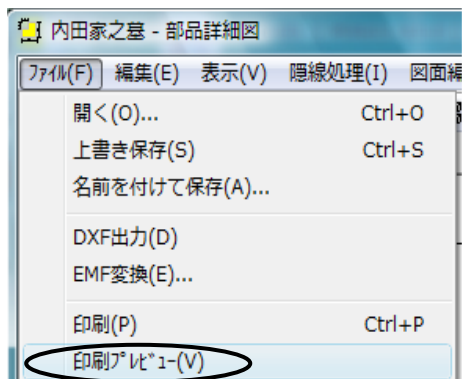 内田家之墓 - 部品詳細図
ﾌｧｲﾙ(F) 編集(E) 表示(V) 隠線処理(I) 図面編
開く(O)... Ctrl+O
上書き保存(S) Ctrl+S
名前を付けて保存(A)...
DXF出力(D)
EMF変換(E)...
印刷(P) Ctrl+P
印刷ﾌﾟﾚﾋﾞｭｰ(V)